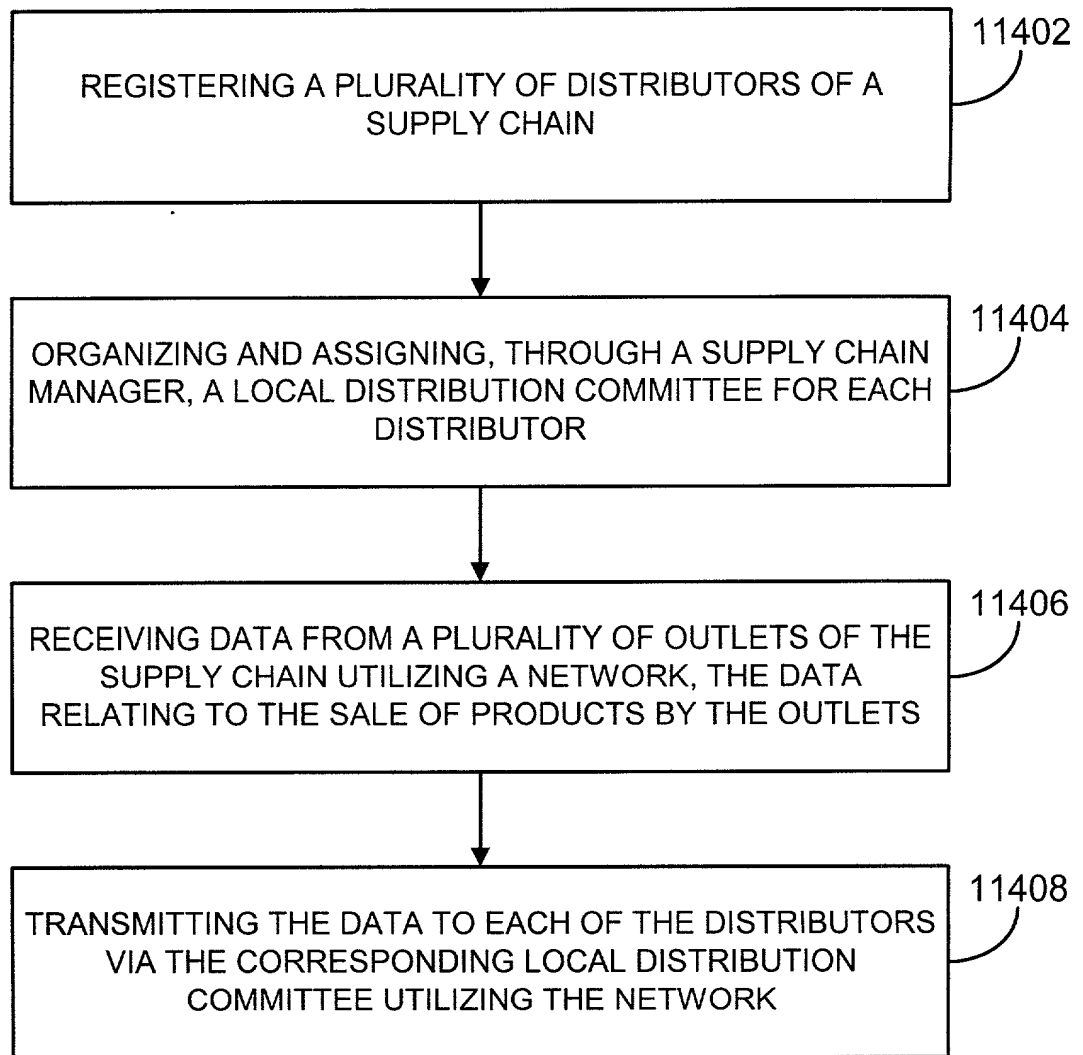 11402
REGISTERING A PLURALITY OF DISTRIBUTORS OF A
SUPPLY CHAIN
11404
ORGANIZING AND ASSIGNING, THROUGH A SUPPLY CHAIN
MANAGER, A LOCAL DISTRIBUTION COMMITTEE FOR EACH
DISTRIBUTOR
11406
RECEIVING DATA FROM A PLURALITY OF OUTLETS OF THE
SUPPLY CHAIN UTILIZING A NETWORK, THE DATA
RELATING TO THE SALE OF PRODUCTS BY THE OUTLETS
11408
TRANSMITTING THE DATA TO EACH OF THE DISTRIBUTORS
VIA THE CORRESPONDING LOCAL DISTRIBUTION
COMMITTEE UTILIZING THE NETWORK